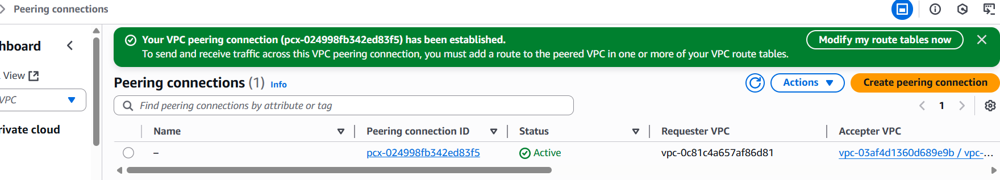 Peering connections
hboard
View
VPC
rivate cloud
Your VPC peering connection (pcx-024998fb342ed83f5) has been established.
To send and receive traffic across this VPC peering connection, you must add a route to the peered VPC in one or more of your VPC route tables.
Modify my route tables now
Peering connections (1) Info
Actions
Create peering connection
Find peering connections by attribute or tag
1
Name Peering connection ID Status Requester VPC Accepter VPC
– pcx-024998fb342ed83f5 Active vpc-0c81c4a657af86d81 vpc-03af4d1360d689e9b / vpc-…